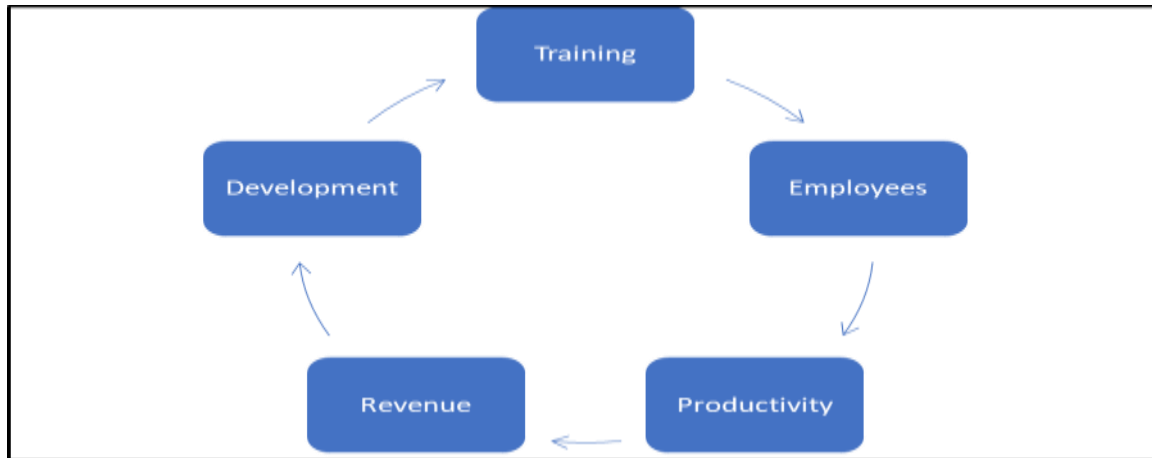 Training
Employees
Productivity
Revenue
Development